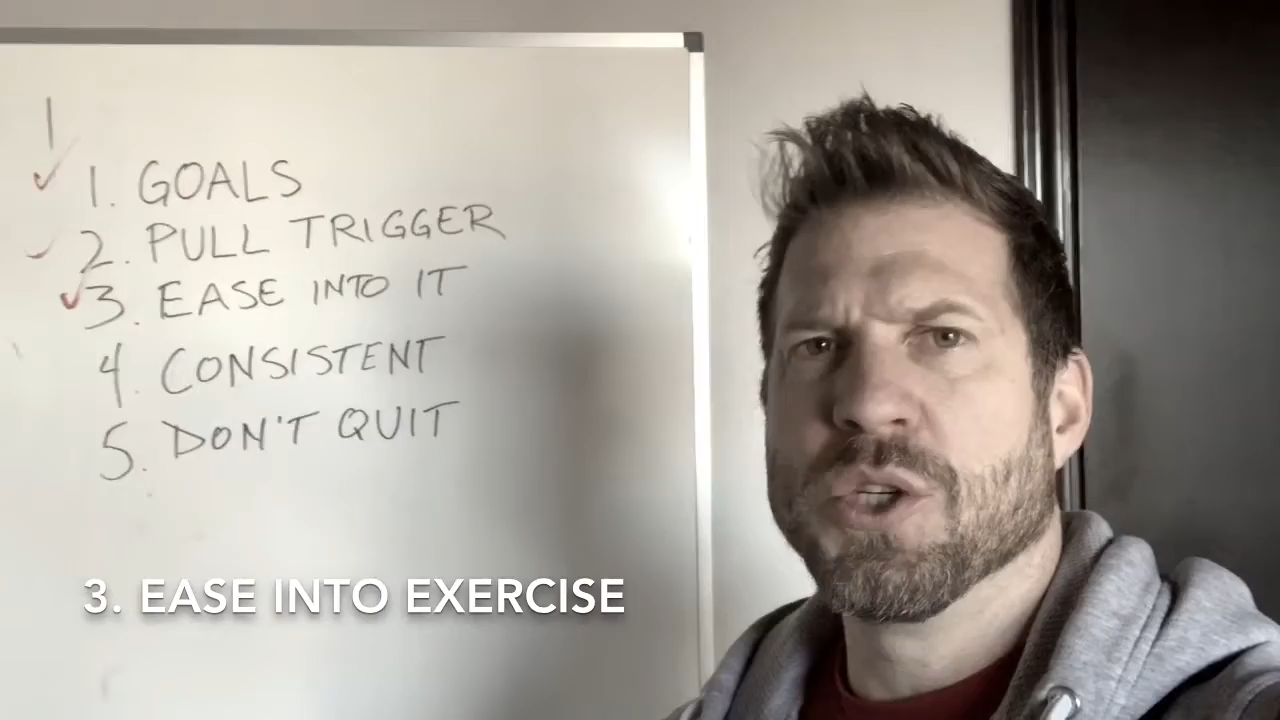 1. GOALS
2. PULL TRIGGER
3. EASE INTO IT
4. CONSISTENT
5. DON'T QUIT
3. EASE INTO EXERCISE